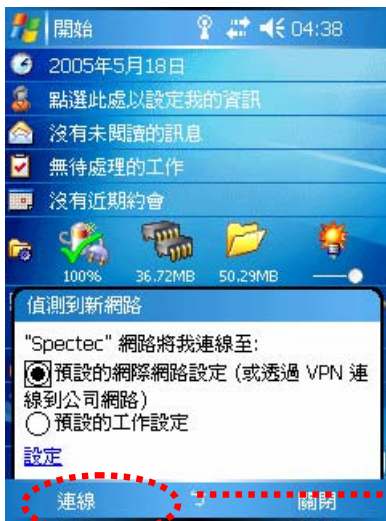 開始 04:38
2005年5月18日
點選此處以設定我的資訊
沒有未閱讀的訊息
無待處理的工作
沒有近期約會
100% 36.72MB 50.29MB
偵測到新網路
"Spectec" 網路將我連線至:
預設的網際網路設定 (或透過 VPN 連
線到公司網路)
預設的工作設定
設定
連線 關閉